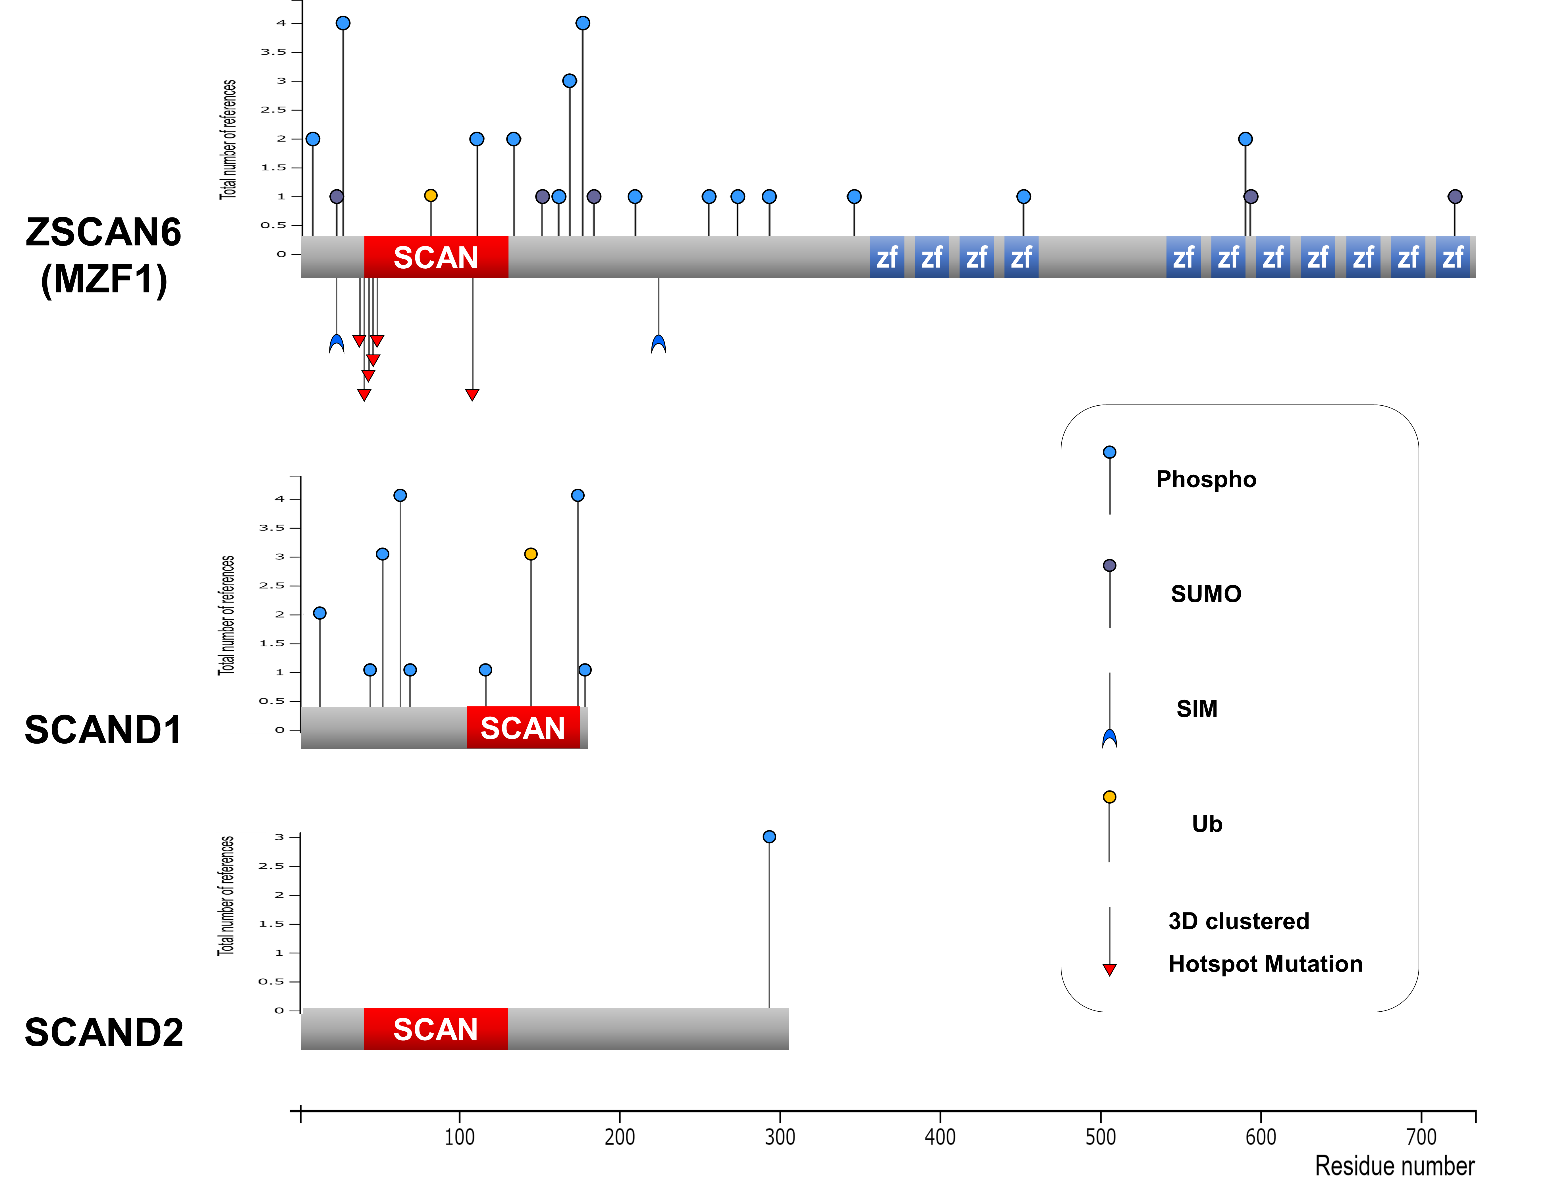 4
3.5
3
2.5
2
1.5
1
0.5
0
Total number of references
ZSCAN6
(MZF1)
SCAN
zf zf zf zf zf zf zf zf zf zf zf
4
3.5
3
2.5
2
1.5
1
0.5
0
Total number of references
SCAND1
SCAN
Phospho
SUMO
SIM
Ub
3D clustered
Hotspot Mutation
3
2.5
2
1.5
1
0.5
0
Total number of references
SCAND2
SCAN
100 200 300 400 500 600 700
Residue number